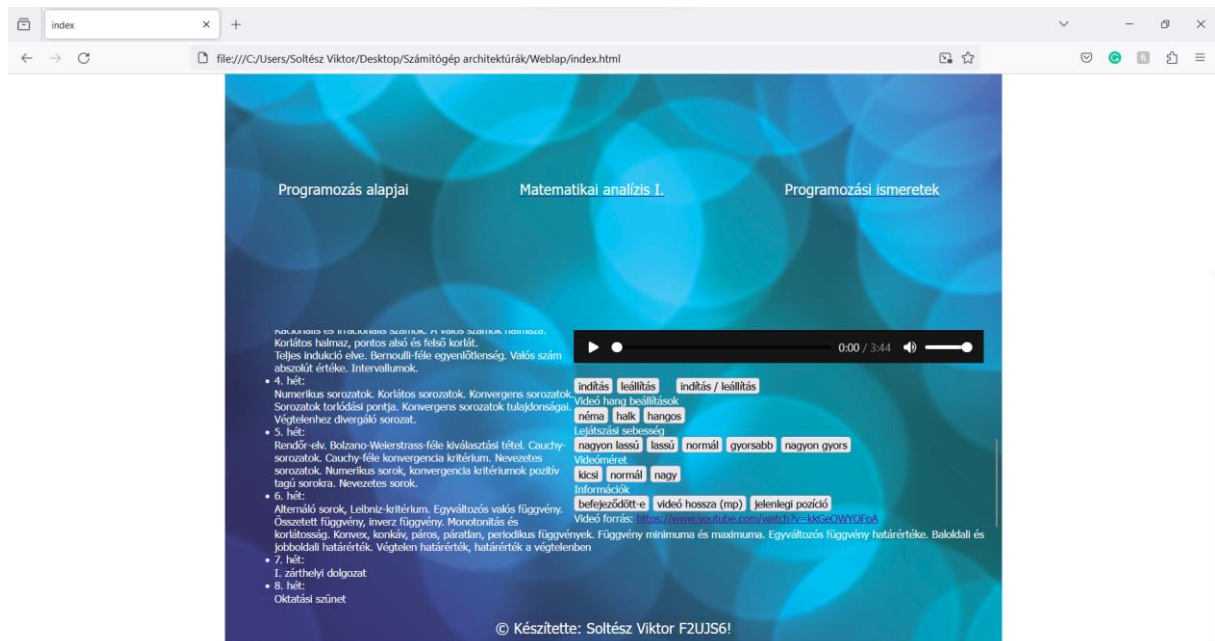 index
file:///C:/Users/Soltész Viktor/Desktop/Számitógép architektúrák/Weblap/index.html
Programozás alapjai
Matematikai analízis I.
Programozási ismeretek
Racionális és irracionális számok. A valós számok halmaza.
Korlátos halmaz, pontos alsó és felső korlát.
Teljes indukció elve. Bernoulli-féle egyenlőtlenség. Valós szám
abszolút értéke. Intervallumok.
• 4. hét:
Numerikus sorozatok. Korlátos sorozatok. Konvergens sorozatok.
Sorozatok torlódási pontja. Konvergens sorozatok tulajdonságai.
Végtelenhez divergáló sorozat.
• 5. hét:
Rendőr-elv. Bolzano-Weierstrass-féle kiválasztási tétel. Cauchy-
sorozatok. Cauchy-féle konvergencia kritérium. Nevezetes
sorozatok. Numerikus sorok, konvergencia kritériumok pozitív
tagú sorokra. Nevezetes sorok.
• 6. hét:
Alternáló sorok, Leibniz-kritérium. Egyváltozós valós függvény.
Összetett függvény, inverz függvény. Monotonitás és
korlátosság. Konvex, konkáv, páros, páratlan, periodikus függvények. Függvény minimuma és maximuma. Egyváltozós függvény határértéke. Baloldali és
jobboldali határérték. Végtelen határérték, határérték a végtelenben
• 7. hét:
I. zárthelyi dolgozat
• 8. hét:
Oktatási szünet
0:00 / 3:44
indítás leállítás indítás / leállítás
Videó hang beállítások
néma halk hangos
Lejátszási sebesség
nagyon lassú lassú normál gyorsabb nagyon gyors
Videóméret
kicsi normál nagy
Információk
befejeződött-e videó hossza (mp) jelenlegi pozíció
Videó forrás: https://www.youtube.com/watch?v=kkGeOWYOFoA
© Készítette: Soltész Viktor F2UJS6!